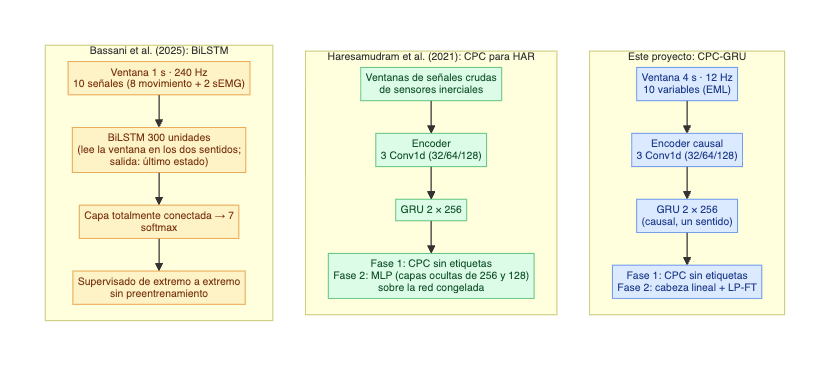 Bassani et al. (2025): BiLSTM
Ventana 1 s · 240 Hz
10 señales (8 movimiento + 2 sEMG)
BiLSTM 300 unidades
(lee la ventana en los dos sentidos;
salida: último estado)
Capa totalmente conectada → 7
softmax
Supervisado de extremo a extremo
sin preentrenamiento
Haresamudram et al. (2021): CPC para HAR
Ventanas de señales crudas
de sensores inerciales
Encoder
3 Conv1d (32/64/128)
GRU 2 × 256
Fase 1: CPC sin etiquetas
Fase 2: MLP (capas ocultas de 256 y 128)
sobre la red congelada
Este proyecto: CPC-GRU
Ventana 4 s · 12 Hz
10 variables (EML)
Encoder causal
3 Conv1d (32/64/128)
GRU 2 × 256
(causal, un sentido)
Fase 1: CPC sin etiquetas
Fase 2: cabeza lineal + LP-FT